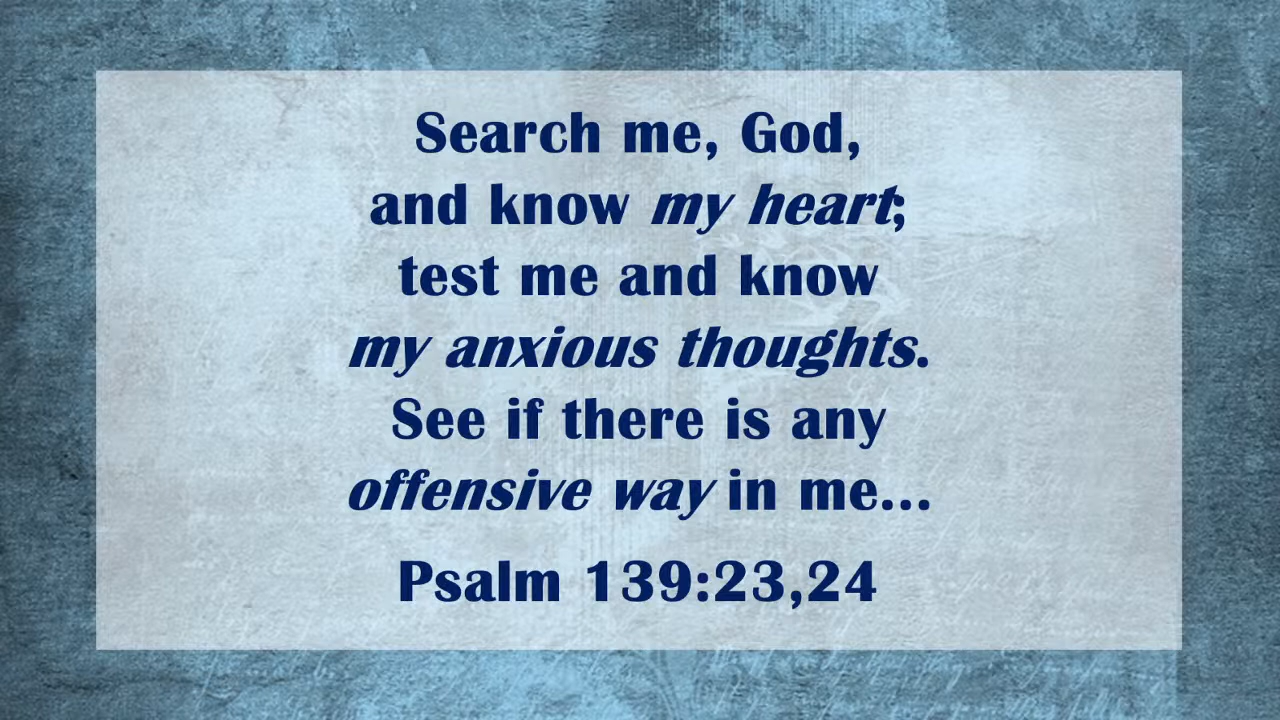 Search me, God,
and know my heart;
test me and know
my anxious thoughts.
See if there is any
offensive way in me...
Psalm 139:23,24